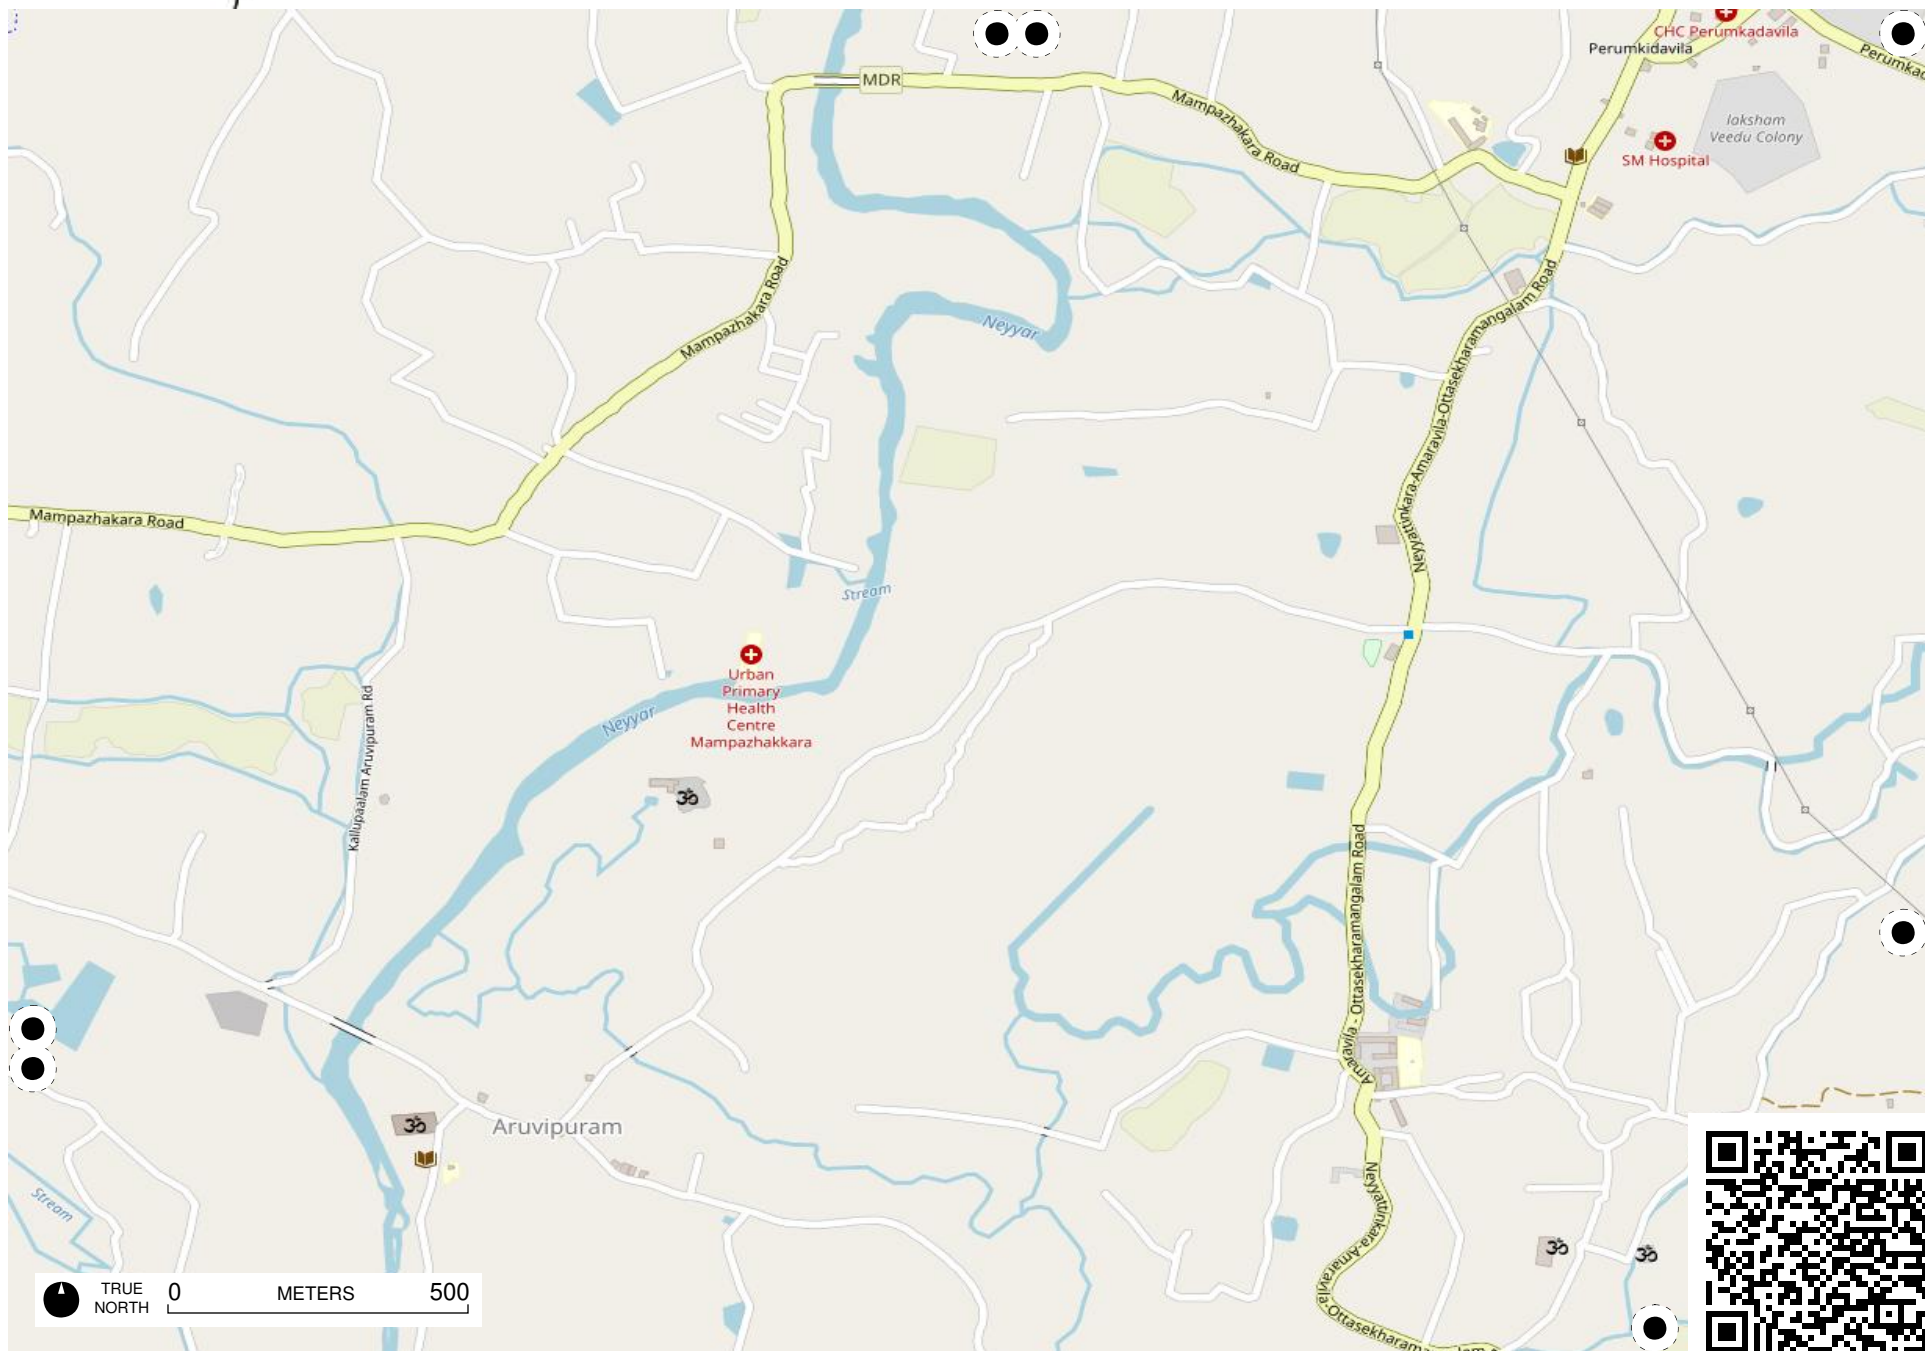 CHC Perumkadavila
Perumkidavila
MDR
Mampazhakara Road
laksham
Veedu Colony
SM Hospital
Mampazhakara Road
Neyyar
Neyyattinkara-Amaravila-Ottasekharamangalam Road
Mampazhakara Road
Stream
Urban
Primary
Health
Centre
Mampazhakkara
Neyyar
Kallupaalam Aruvipuram Rd
ॐ
Amaravila - Ottasekharamangalam Road
ॐ
Aruvipuram
Stream
Neyyattinkara-Amaravila-Ottasekharama
ॐ
ॐ
TRUE
NORTH
0 METERS 500